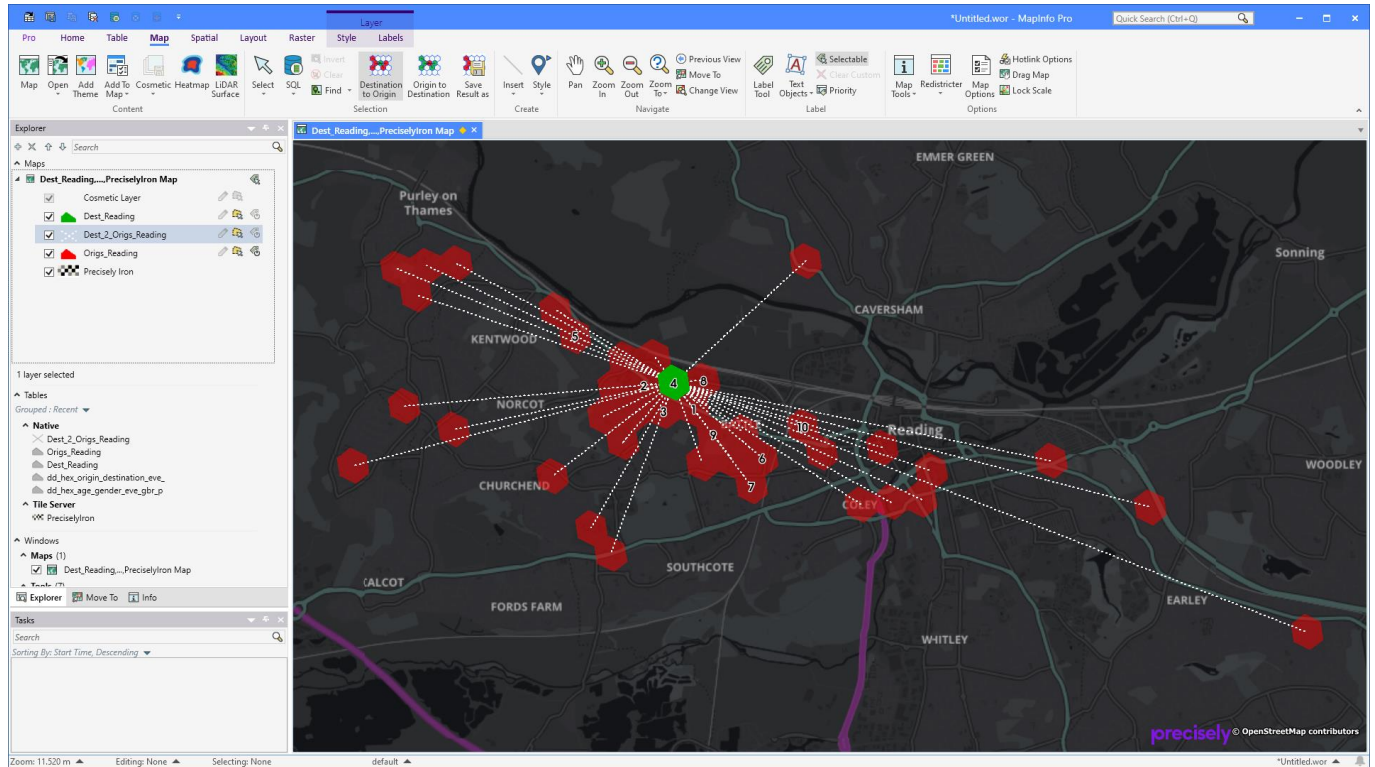 Layer
*Untitled.wor - MapInfo Pro
Quick Search (Ctrl+Q)
Pro Home Table Map Spatial Layout Raster Style Labels
Map Open Add Theme Add To Map Cosmetic Heatmap LiDAR Surface
Content
Select SQL Insert Clear Find Destination to Origin Origin to Destination Save Result as
Selection
Insert Style
Create
Pan Zoom In Zoom Out Zoom To Previous View Move To Change View
Navigate
Label Tool Text Objects Selectable Clear Custom Priority
Label
Map Tools Redistricter Map Options Hotlink Options Drag Map Lock Scale
Options
Explorer
Search
Maps
Dest_Reading,...,PreciselyIron Map
Cosmetic Layer
Dest_Reading
Dest_2_Origs_Reading
Origs_Reading
Precisely Iron
1 layer selected
Tables
Grouped : Recent
Native
Dest_2_Origs_Reading
Origs_Reading
Dest_Reading
dd_hex_origin_destination_eve_
dd_hex_age_gender_eve_gbr_p
Tile Server
PreciselyIron
Windows
Maps (1)
Dest_Reading,...,PreciselyIron Map
Tools (7)
Explorer Move To Info
Tasks
Search
Sorting By: Start Time, Descending
Dest_Reading,...,PreciselyIron Map
EMMER GREEN
Purley on
Thames
Sonning
CAVERSHAM
KENTWOOD
5
2 4 8
NORCOT
3 1
9 10
Reading
6
WOODLEY
CHURCHEND
7
COLEY
SOUTHCOTE
CALCOT
EARLEY
FORDS FARM
WHITLEY
precisely © OpenStreetMap contributors
Zoom: 11.520 m Editing: None Selecting: None default *Untitled.wor